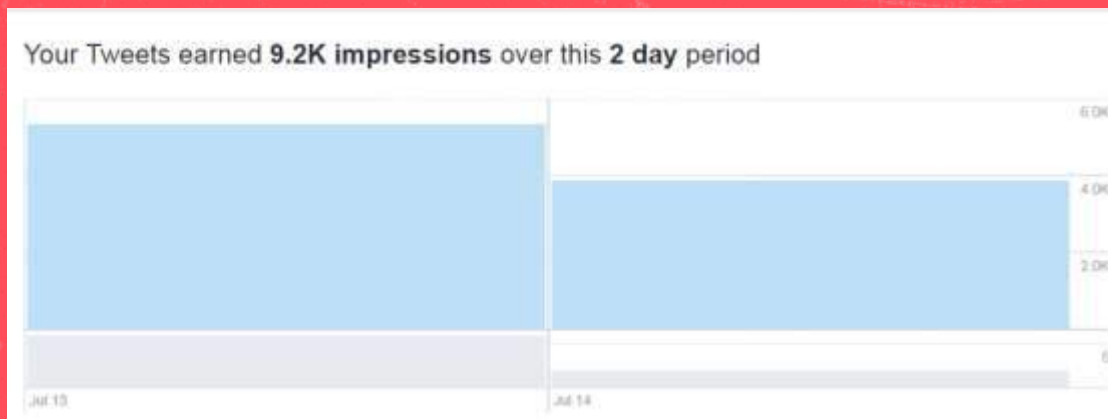 Your Tweets earned 9.2K impressions over this 2 day period
6.0K
4.0K
2.0K
Jul 13
Jul 14